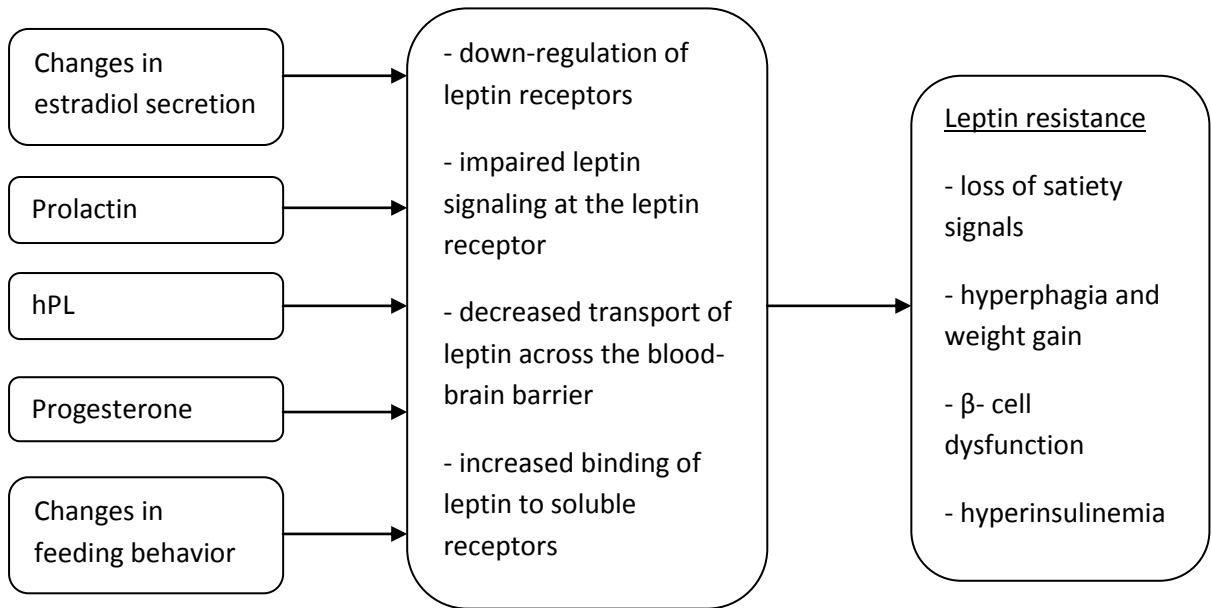 Changes in
estradiol secretion
Prolactin
hPL
Progesterone
Changes in
feeding behavior
- down-regulation of
leptin receptors
- impaired leptin
signaling at the leptin
receptor
- decreased transport of
leptin across the blood-
brain barrier
- increased binding of
leptin to soluble
receptors
Leptin resistance
- loss of satiety
signals
- hyperphagia and
weight gain
- β- cell
dysfunction
- hyperinsulinemia